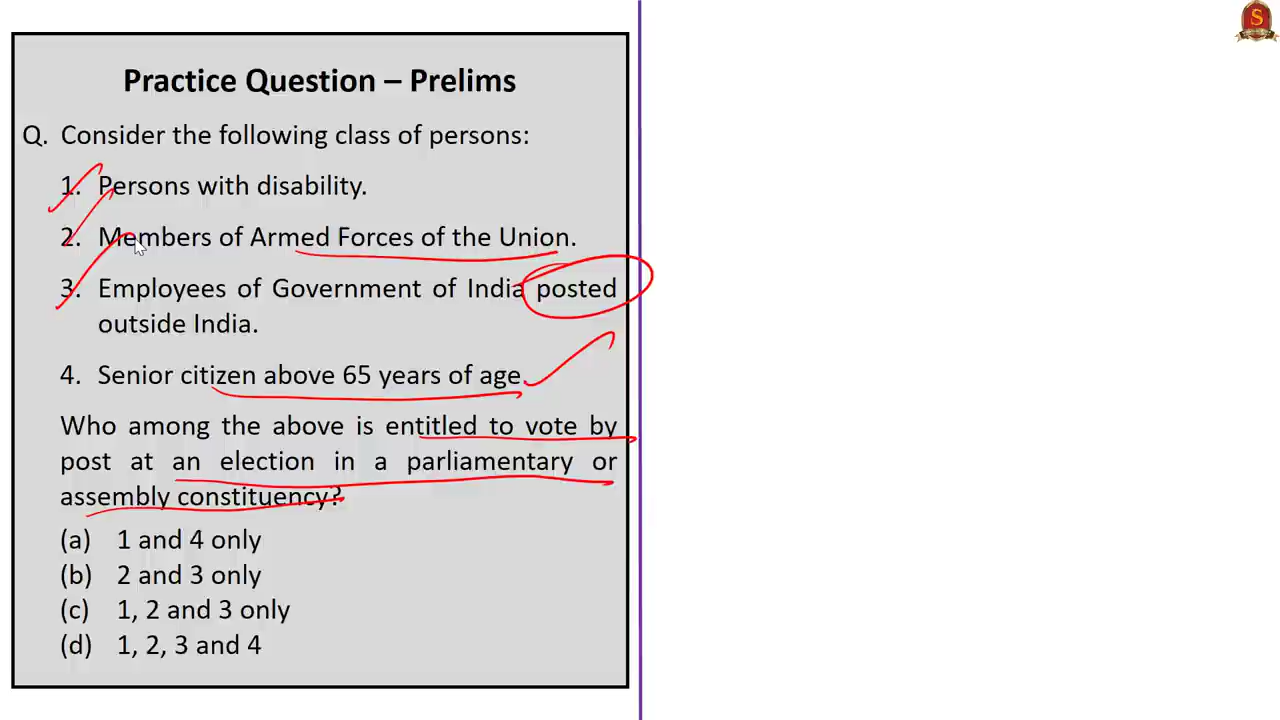 S
Practice Question – Prelims
Q. Consider the following class of persons:
1. Persons with disability.
2. Members of Armed Forces of the Union.
3. Employees of Government of India posted
outside India.
4. Senior citizen above 65 years of age.
Who among the above is entitled to vote by
post at an election in a parliamentary or
assembly constituency?
(a) 1 and 4 only
(b) 2 and 3 only
(c) 1, 2 and 3 only
(d) 1, 2, 3 and 4